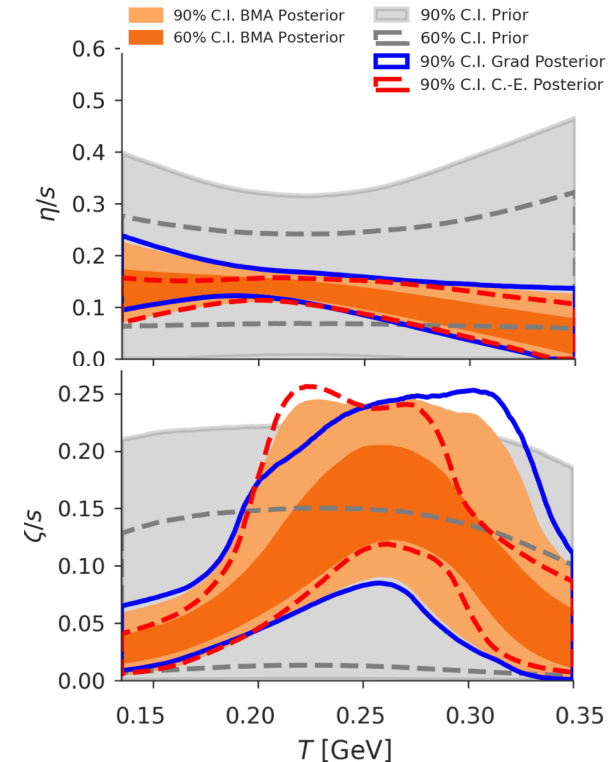 90% C.I. BMA Posterior
60% C.I. BMA Posterior
90% C.I. Prior
60% C.I. Prior
90% C.I. Grad Posterior
90% C.I. C.-E. Posterior
0.6
0.5
0.4
0.3
0.2
0.1
0.0
η/s
0.25
0.20
0.15
0.10
0.05
0.00
ζ/s
0.15
0.20
0.25
0.30
0.35
T [GeV]